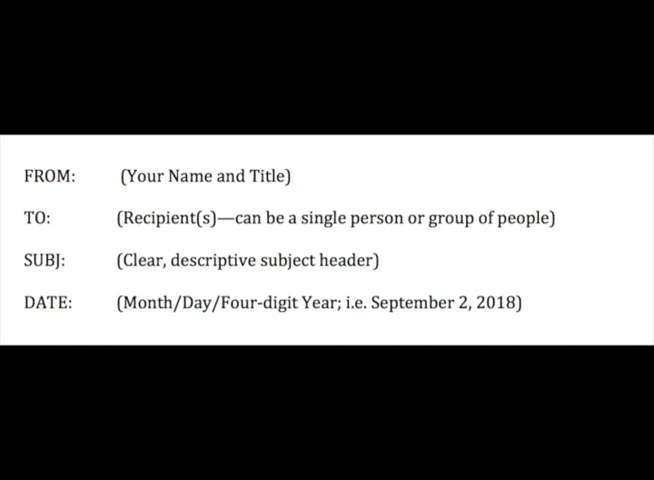 FROM: (Your Name and Title)
TO: (Recipient(s)—can be a single person or group of people)
SUBJ: (Clear, descriptive subject header)
DATE: (Month/Day/Four-digit Year; i.e. September 2, 2018)